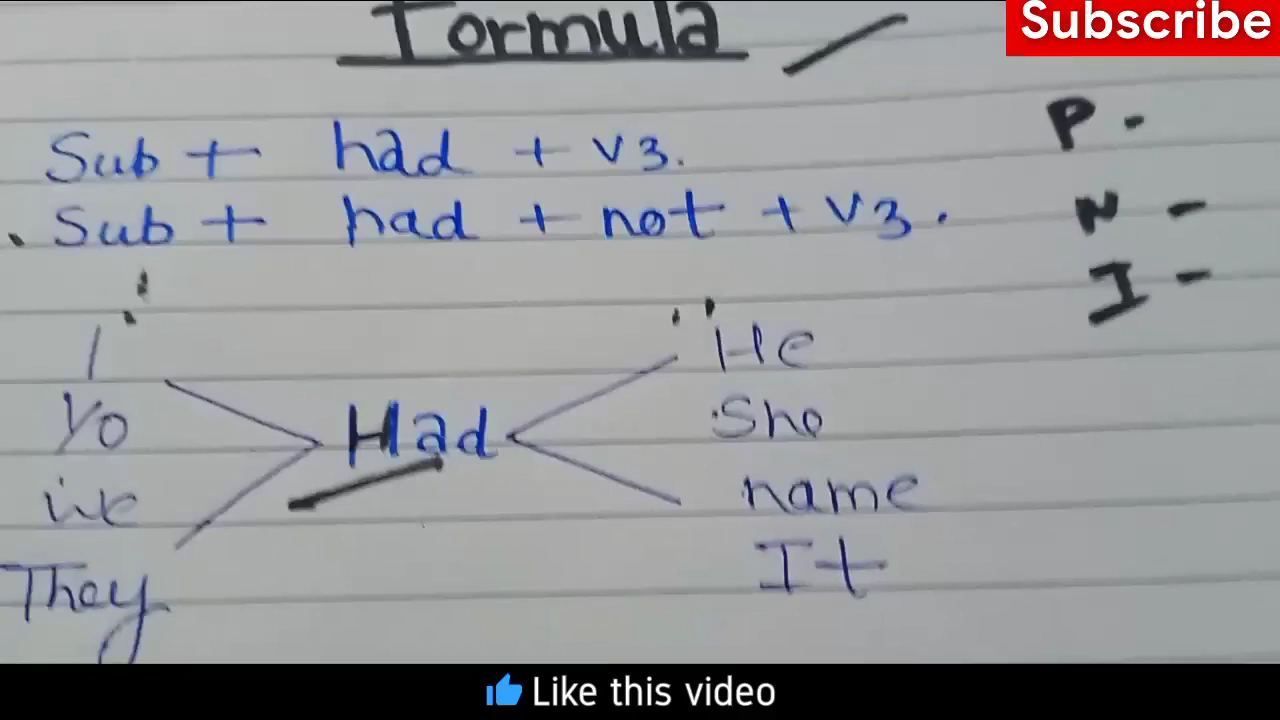 Subscribe
Formula
P -
Sub + had + v3.
N -
. Sub + had + not + v3.
I -
I
He
Yo
Had
She
we
name
They
It
Like this video